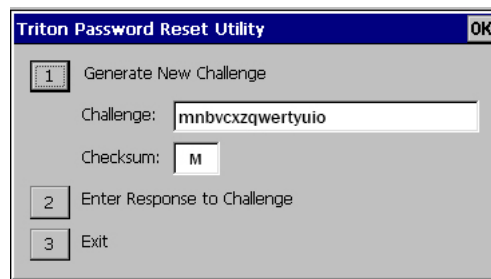 Triton Password Reset Utility OK
1 Generate New Challenge
Challenge: mnbvcxzqwertyuio
Checksum: M
2 Enter Response to Challenge
3 Exit